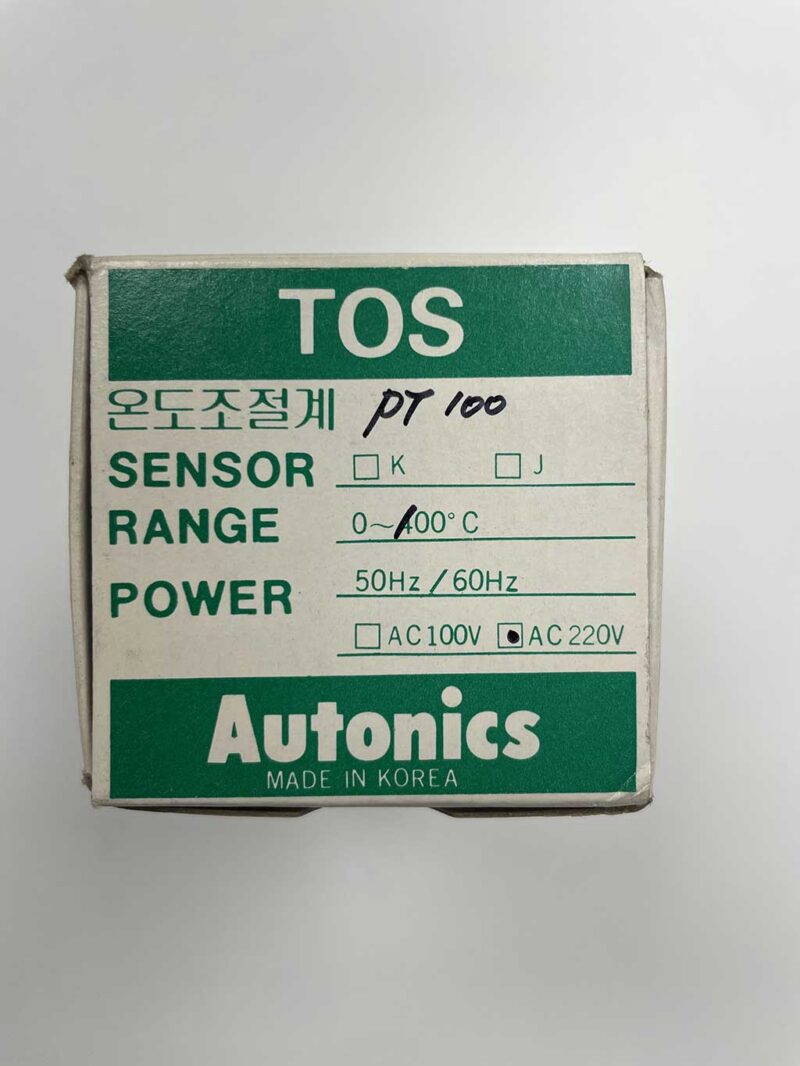 TOS
온도조절계 PT 100
SENSOR □ K □ J
RANGE 0~100°C
POWER 50Hz/60Hz
□ AC100V ☑ AC220V
Autonics
MADE IN KOREA